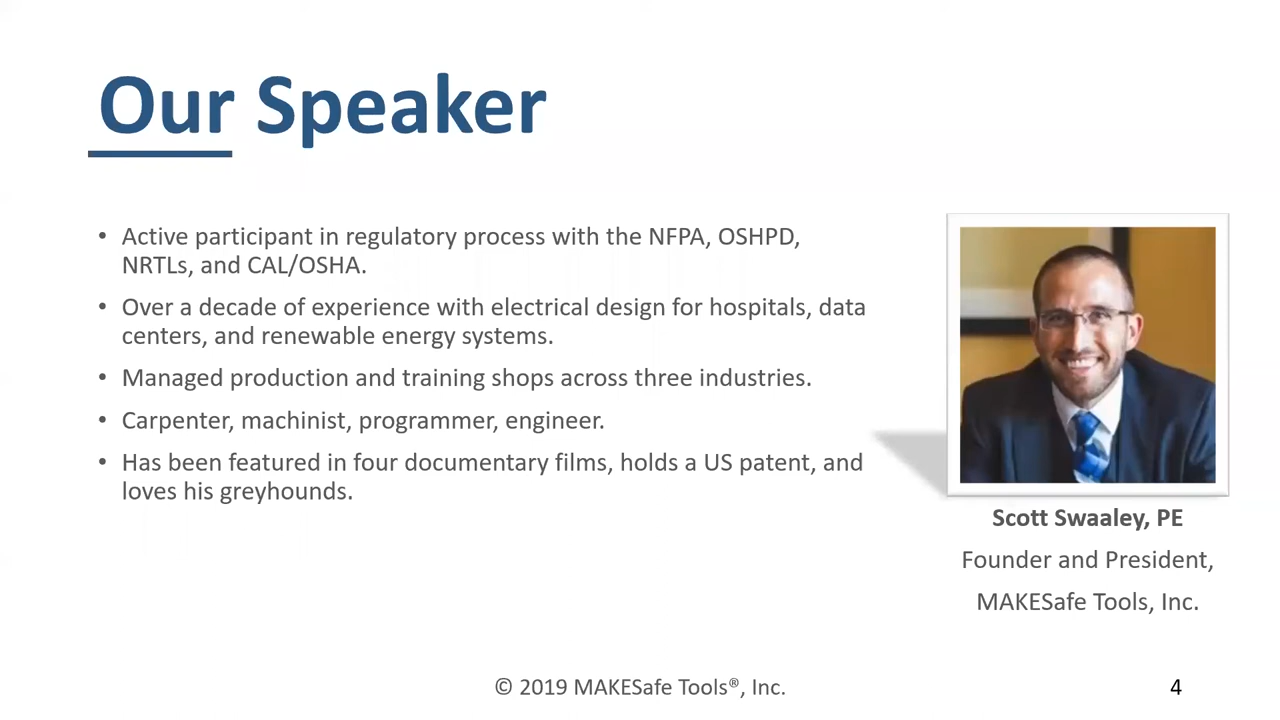 Our Speaker
• Active participant in regulatory process with the NFPA, OSHPD,
NRTLs, and CAL/OSHA.
• Over a decade of experience with electrical design for hospitals, data
centers, and renewable energy systems.
• Managed production and training shops across three industries.
• Carpenter, machinist, programmer, engineer.
• Has been featured in four documentary films, holds a US patent, and
loves his greyhounds.
Scott Swaaley, PE
Founder and President,
MAKESafe Tools, Inc.
© 2019 MAKESafe Tools®, Inc.
4